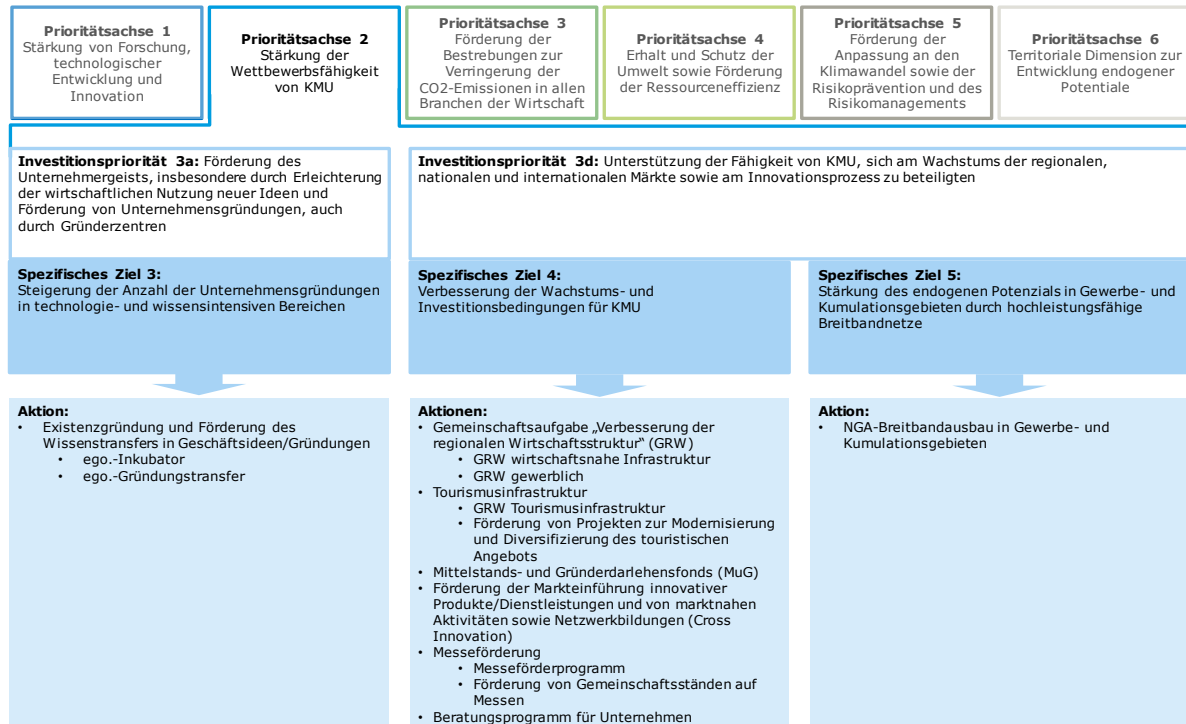 Prioritätsachse 1
Stärkung von Forschung,
technologischer
Entwicklung und
Innovation
Prioritätsachse 2
Stärkung der
Wettbewerbsfähigkeit
von KMU
Prioritätsachse 3
Förderung der
Bestrebungen zur
Verringerung der
CO2-Emissionen in allen
Branchen der Wirtschaft
Prioritätsachse 4
Erhalt und Schutz der
Umwelt sowie Förderung
der Ressourceneffizienz
Prioritätsachse 5
Förderung der
Anpassung an den
Klimawandel sowie der
Risikoprävention und des
Risikomanagements
Prioritätsachse 6
Territoriale Dimension zur
Entwicklung endogener
Potentiale
Investitionspriorität 3a: Förderung des
Unternehmergeists, insbesondere durch Erleichterung
der wirtschaftlichen Nutzung neuer Ideen und
Förderung von Unternehmensgründungen, auch
durch Gründerzentren
Investitionspriorität 3d: Unterstützung der Fähigkeit von KMU, sich am Wachstums der regionalen,
nationalen und internationalen Märkte sowie am Innovationsprozess zu beteiligten
Spezifisches Ziel 3:
Steigerung der Anzahl der Unternehmensgründungen
in technologie- und wissensintensiven Bereichen
Spezifisches Ziel 4:
Verbesserung der Wachstums- und
Investitionsbedingungen für KMU
Spezifisches Ziel 5:
Stärkung des endogenen Potenzials in Gewerbe- und
Kumulationsgebieten durch hochleistungsfähige
Breitbandnetze
Aktion:
• Existenzgründung und Förderung des
Wissenstransfers in Geschäftsideen/Gründungen
• ego.-Inkubator
• ego.-Gründungstransfer
Aktionen:
• Gemeinschaftsaufgabe „Verbesserung der
regionalen Wirtschaftsstruktur“ (GRW)
• GRW wirtschaftsnahe Infrastruktur
• GRW gewerblich
• Tourismusinfrastruktur
• GRW Tourismusinfrastruktur
• Förderung von Projekten zur Modernisierung
und Diversifizierung des touristischen
Angebots
• Mittelstands- und Gründerdarlehensfonds (MuG)
• Förderung der Markteinführung innovativer
Produkte/Dienstleistungen und von marktnahen
Aktivitäten sowie Netzwerkbildungen (Cross
Innovation)
• Messeförderung
• Messeförderprogramm
• Förderung von Gemeinschaftsständen auf
Messen
• Beratungsprogramm für Unternehmen
Aktion:
• NGA-Breitbandausbau in Gewerbe- und
Kumulationsgebieten